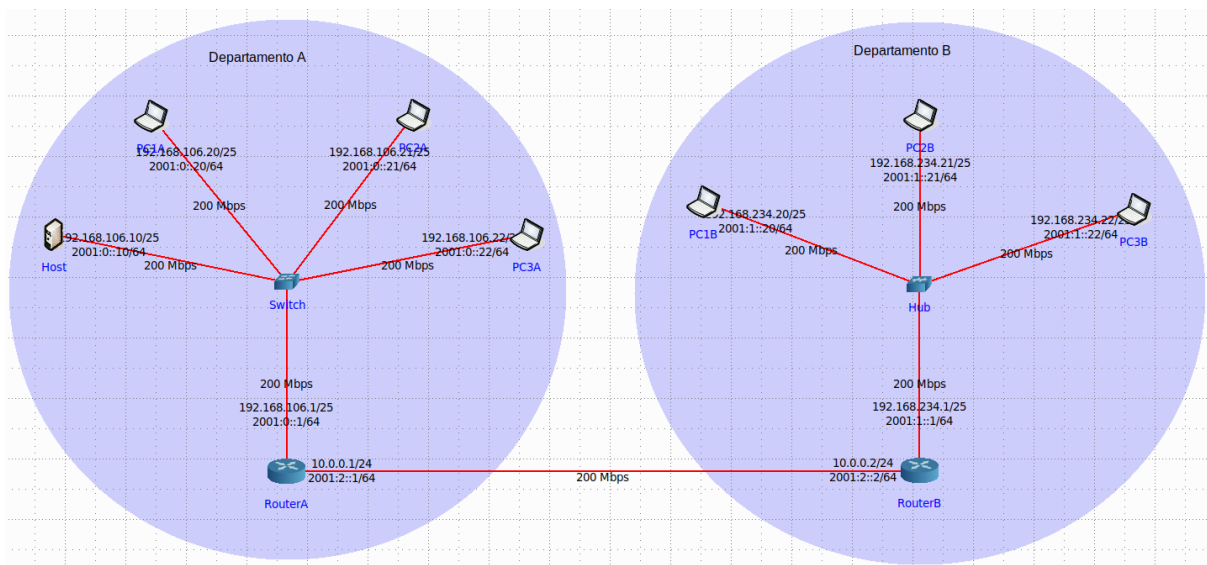 Departamento A
PC1A
192.168.106.20/25
2001:0::20/64
200 Mbps
PC2A
192.168.106.21/25
2001:0::21/64
200 Mbps
Host
192.168.106.10/25
2001:0::10/64
200 Mbps
192.168.106.22/2
2001:0::22/64
200 Mbps
PC3A
Switch
200 Mbps
192.168.106.1/25
2001:0::1/64
10.0.0.1/24
2001:2::1/64
RouterA
200 Mbps
Departamento B
PC2B
192.168.234.21/25
2001:1::21/64
200 Mbps
PC1B
2.168.234.20/25
2001:1::20/64
200 Mbps
192.168.234.22/2
2001:1::22/64
200 Mbps
PC3B
Hub
200 Mbps
192.168.234.1/25
2001:1::1/64
10.0.0.2/24
2001:2::2/64
RouterB